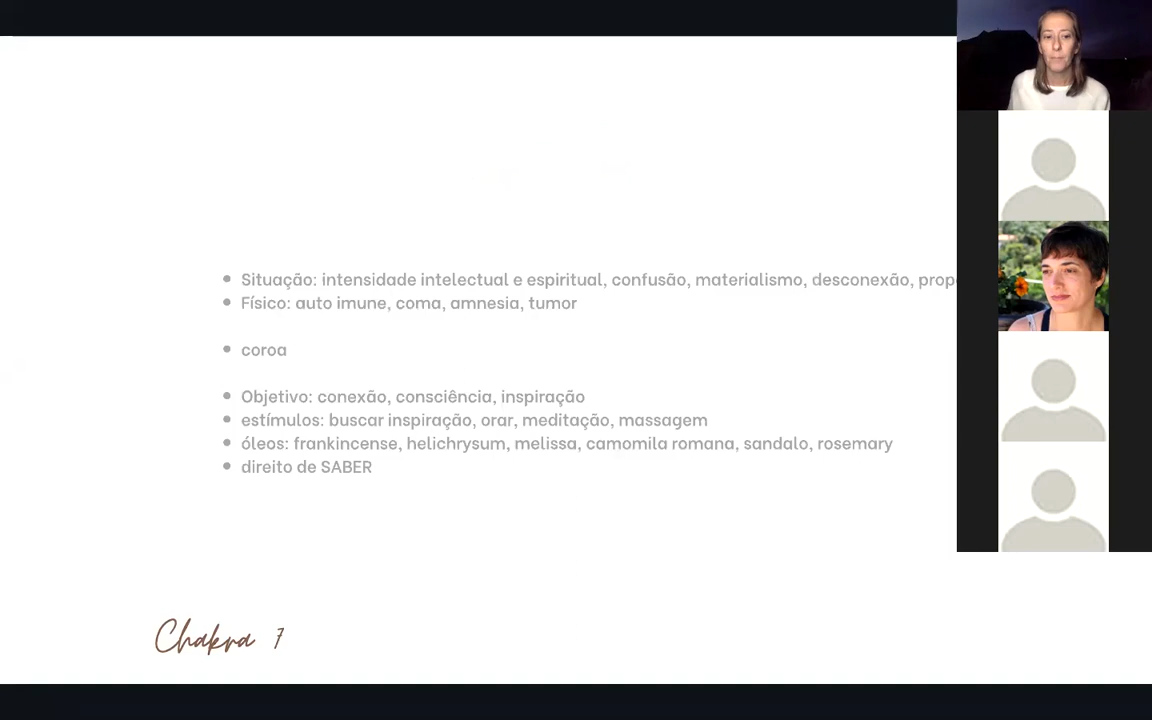 • Situação: intensidade intelectual e espiritual, confusão, materialismo, desconexão,
• Físico: auto imune, coma, amnesia, tumor
• coroa
• Objetivo: conexão, consciência, inspiração
• estímulos: buscar inspiração, orar, meditação, massagem
• óleos: frankincense, helichrysum, melissa, camomila romana, sandalo, rosemary
• direito de SABER
Chakra 7